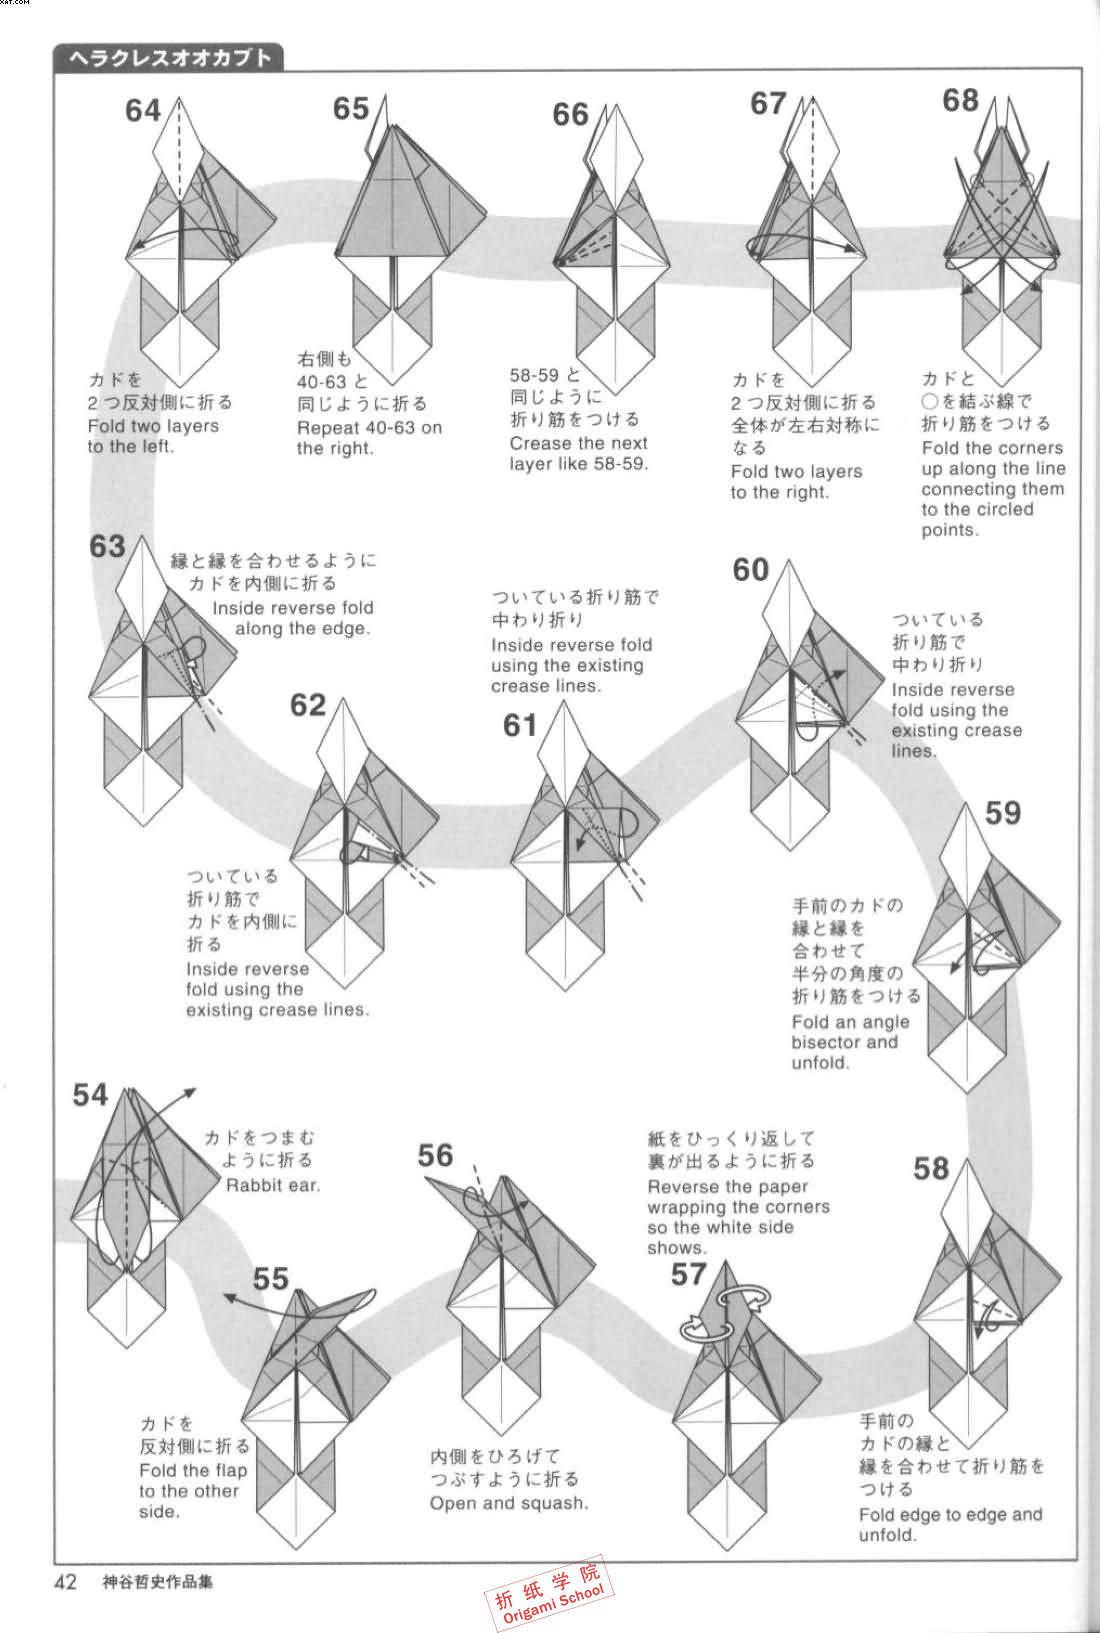 XAT.COM
ヘラクレスオオカブト
64
カドを
2つ反対側に折る
Fold two layers
to the left.
65
右側も
40-63 と
同じように折る
Repeat 40-63 on
the right.
66
58-59 と
同じように
折り筋をつける
Crease the next
layer like 58-59.
67
カドを
2つ反対側に折る
全体が左右対称に
なる
Fold two layers
to the right.
68
カドと
○を結ぶ線で
折り筋をつける
Fold the corners
up along the line
connecting them
to the circled
points.
63
縁と縁を合わせるように
カドを内側に折る
Inside reverse fold
along the edge.
62
ついている
折り筋で
カドを内側に
折る
Inside reverse
fold using the
existing crease lines.
61
ついている折り筋で
中わり折り
Inside reverse fold
using the existing
crease lines.
60
ついている
折り筋で
中わり折り
Inside reverse
fold using the
existing crease
lines.
59
手前のカドの
縁と縁を
合わせて
半分の角度の
折り筋をつける
Fold an angle
bisector and
unfold.
54
カドをつまむ
ように折る
Rabbit ear.
55
カドを
反対側に折る
Fold the flap
to the other
side.
56
内側をひろげて
つぶすように折る
Open and squash.
57
紙をひっくり返して
裏が出るように折る
Reverse the paper
wrapping the corners
so the white side
shows.
58
手前の
カドの縁と
縁を合わせて折り筋を
つける
Fold edge to edge and
unfold.
42 神谷哲史作品集
折纸学院
Origami School